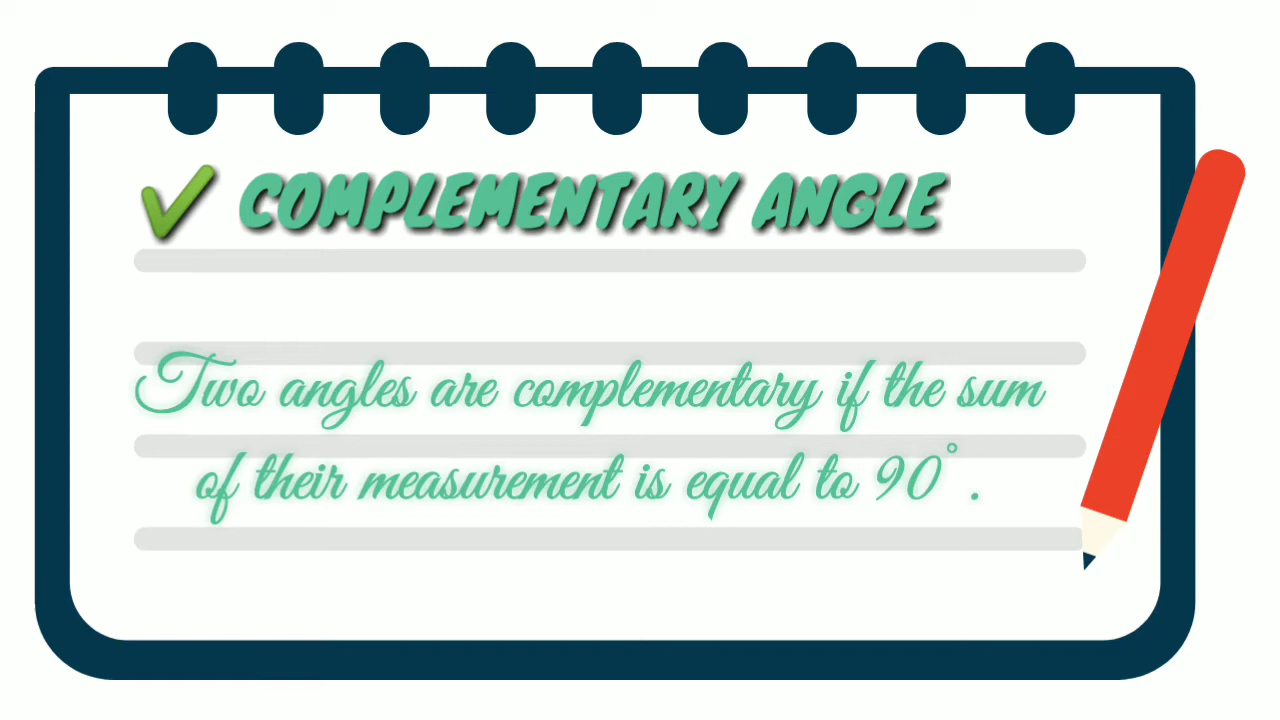 ✔ COMPLEMENTARY ANGLE
Two angles are complementary if the sum
of their measurement is equal to 90°.